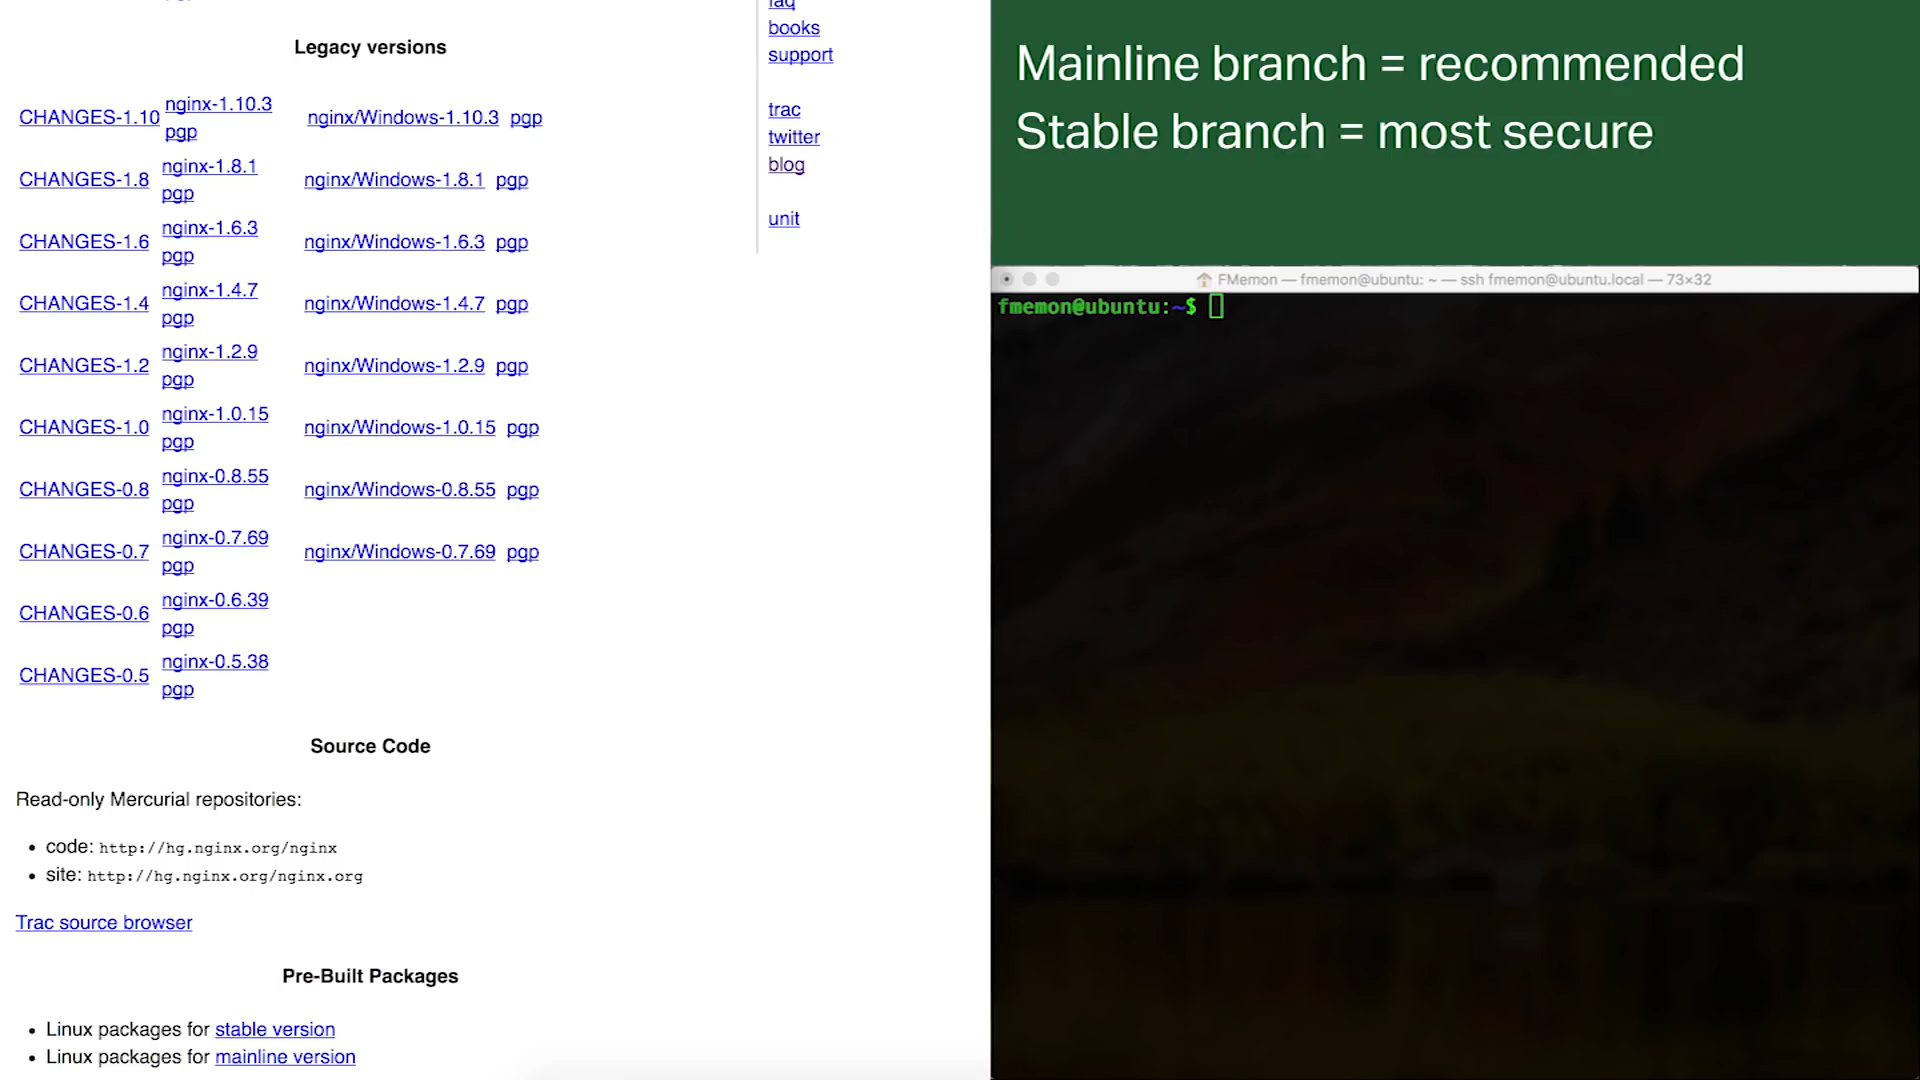 pgp
Legacy versions
CHANGES-1.10 nginx-1.10.3 pgp nginx/Windows-1.10.3 pgp
CHANGES-1.8 nginx-1.8.1 pgp nginx/Windows-1.8.1 pgp
CHANGES-1.6 nginx-1.6.3 pgp nginx/Windows-1.6.3 pgp
CHANGES-1.4 nginx-1.4.7 pgp nginx/Windows-1.4.7 pgp
CHANGES-1.2 nginx-1.2.9 pgp nginx/Windows-1.2.9 pgp
CHANGES-1.0 nginx-1.0.15 pgp nginx/Windows-1.0.15 pgp
CHANGES-0.8 nginx-0.8.55 pgp nginx/Windows-0.8.55 pgp
CHANGES-0.7 nginx-0.7.69 pgp nginx/Windows-0.7.69 pgp
CHANGES-0.6 nginx-0.6.39 pgp
CHANGES-0.5 nginx-0.5.38 pgp
Source Code
Read-only Mercurial repositories:
• code: http://hg.nginx.org/nginx
• site: http://hg.nginx.org/nginx.org
Trac source browser
Pre-Built Packages
• Linux packages for stable version
• Linux packages for mainline version
faq
books
support
trac
twitter
blog
unit
Mainline branch = recommended
Stable branch = most secure
FMemon — fmemon@ubuntu: ~ — ssh fmemon@ubuntu.local — 73×32
fmemon@ubuntu:~$